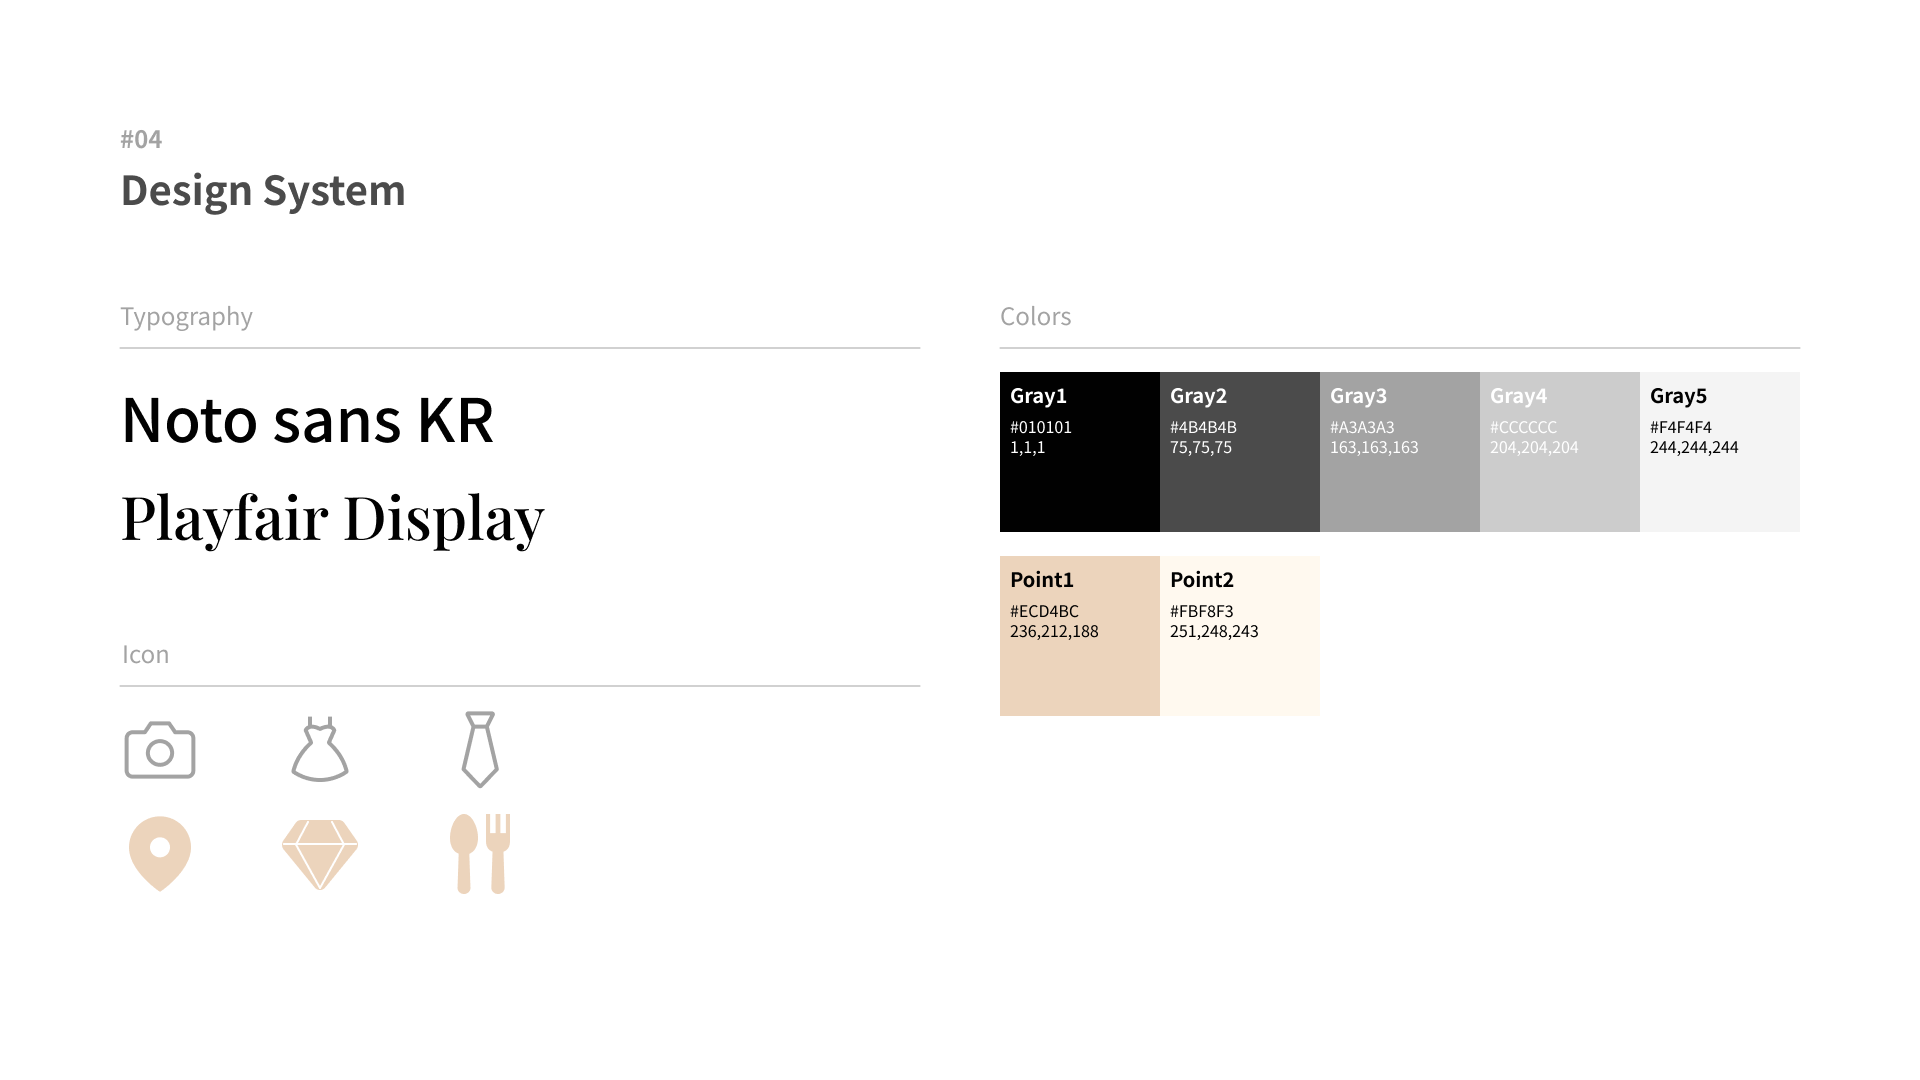 #04
Design System
Typography
Noto sans KR
Playfair Display
Icon
Colors
Gray1
#010101
1,1,1
Gray2
#4B4B4B
75,75,75
Gray3
#A3A3A3
163,163,163
Gray4
#CCCCCC
204,204,204
Gray5
#F4F4F4
244,244,244
Point1
#ECD4BC
236,212,188
Point2
#FBF8F3
251,248,243